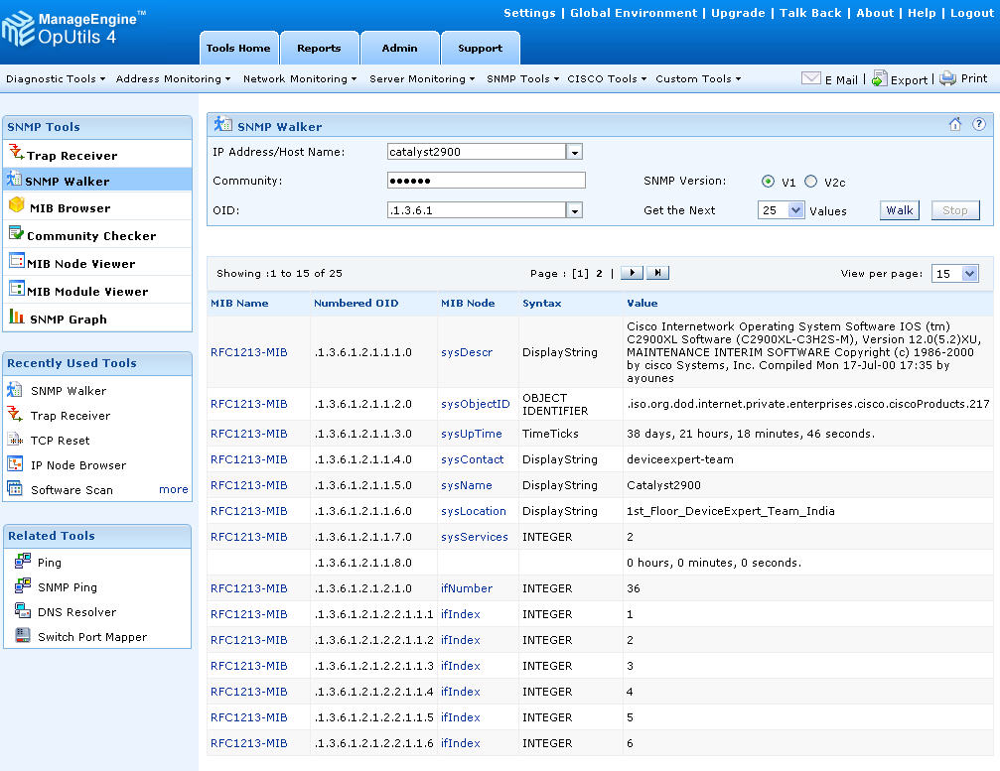 ManageEngine™
OpUtils 4
Settings | Global Environment | Upgrade | Talk Back | About | Help | Logout
Tools Home
Reports
Admin
Support
Diagnostic Tools
Address Monitoring
Network Monitoring
Server Monitoring
SNMP Tools
CISCO Tools
Custom Tools
E Mail | Export | Print
SNMP Tools
Trap Receiver
SNMP Walker
MIB Browser
Community Checker
MIB Node Viewer
MIB Module Viewer
SNMP Graph
Recently Used Tools
SNMP Walker
Trap Receiver
TCP Reset
IP Node Browser
Software Scan more
Related Tools
Ping
SNMP Ping
DNS Resolver
Switch Port Mapper
SNMP Walker ?
IP Address/Host Name: catalyst2900
Community: ●●●●●● SNMP Version: V1 V2c
OID: .1.3.6.1 Get the Next 25 Values Walk Stop
Showing :1 to 15 of 25 Page : [1] 2 | View per page: 15
MIB Name Numbered OID MIB Node Syntax Value
RFC1213-MIB .1.3.6.1.2.1.1.1.0 sysDescr DisplayString Cisco Internetwork Operating System Software IOS (tm)
C2900XL Software (C2900XL-C3H2S-M), Version 12.0(5.2)XU,
MAINTENANCE INTERIM SOFTWARE Copyright (c) 1986-2000
by cisco Systems, Inc. Compiled Mon 17-Jul-00 17:35 by
ayounes
RFC1213-MIB .1.3.6.1.2.1.1.2.0 sysObjectID OBJECT
IDENTIFIER .iso.org.dod.internet.private.enterprises.cisco.ciscoProducts.217
RFC1213-MIB .1.3.6.1.2.1.1.3.0 sysUpTime TimeTicks 38 days, 21 hours, 18 minutes, 46 seconds.
RFC1213-MIB .1.3.6.1.2.1.1.4.0 sysContact DisplayString deviceexpert-team
RFC1213-MIB .1.3.6.1.2.1.1.5.0 sysName DisplayString Catalyst2900
RFC1213-MIB .1.3.6.1.2.1.1.6.0 sysLocation DisplayString 1st_Floor_DeviceExpert_Team_India
RFC1213-MIB .1.3.6.1.2.1.1.7.0 sysServices INTEGER 2
.1.3.6.1.2.1.1.8.0 0 hours, 0 minutes, 0 seconds.
RFC1213-MIB .1.3.6.1.2.1.2.1.0 ifNumber INTEGER 36
RFC1213-MIB .1.3.6.1.2.1.2.2.1.1.1 ifIndex INTEGER 1
RFC1213-MIB .1.3.6.1.2.1.2.2.1.1.2 ifIndex INTEGER 2
RFC1213-MIB .1.3.6.1.2.1.2.2.1.1.3 ifIndex INTEGER 3
RFC1213-MIB .1.3.6.1.2.1.2.2.1.1.4 ifIndex INTEGER 4
RFC1213-MIB .1.3.6.1.2.1.2.2.1.1.5 ifIndex INTEGER 5
RFC1213-MIB .1.3.6.1.2.1.2.2.1.1.6 ifIndex INTEGER 6